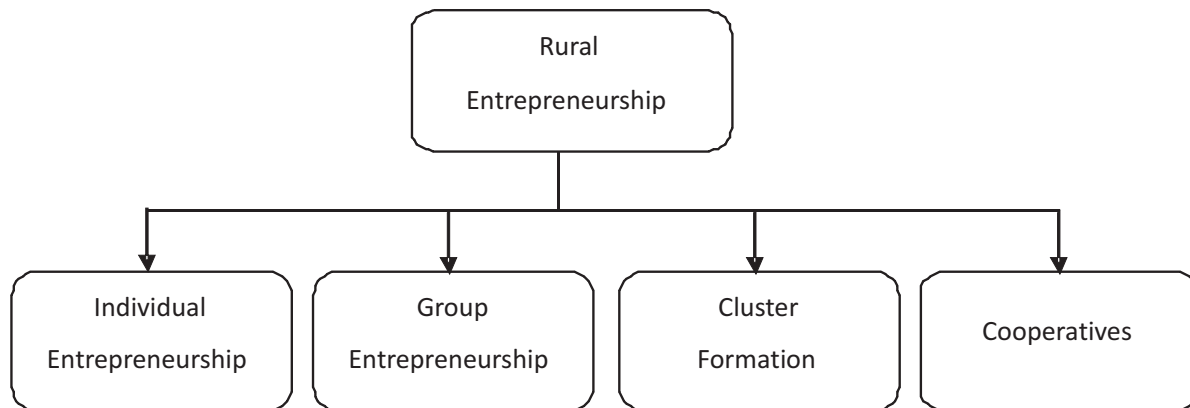 Rural
Entrepreneurship
Individual
Entrepreneurship
Group
Entrepreneurship
Cluster
Formation
Cooperatives